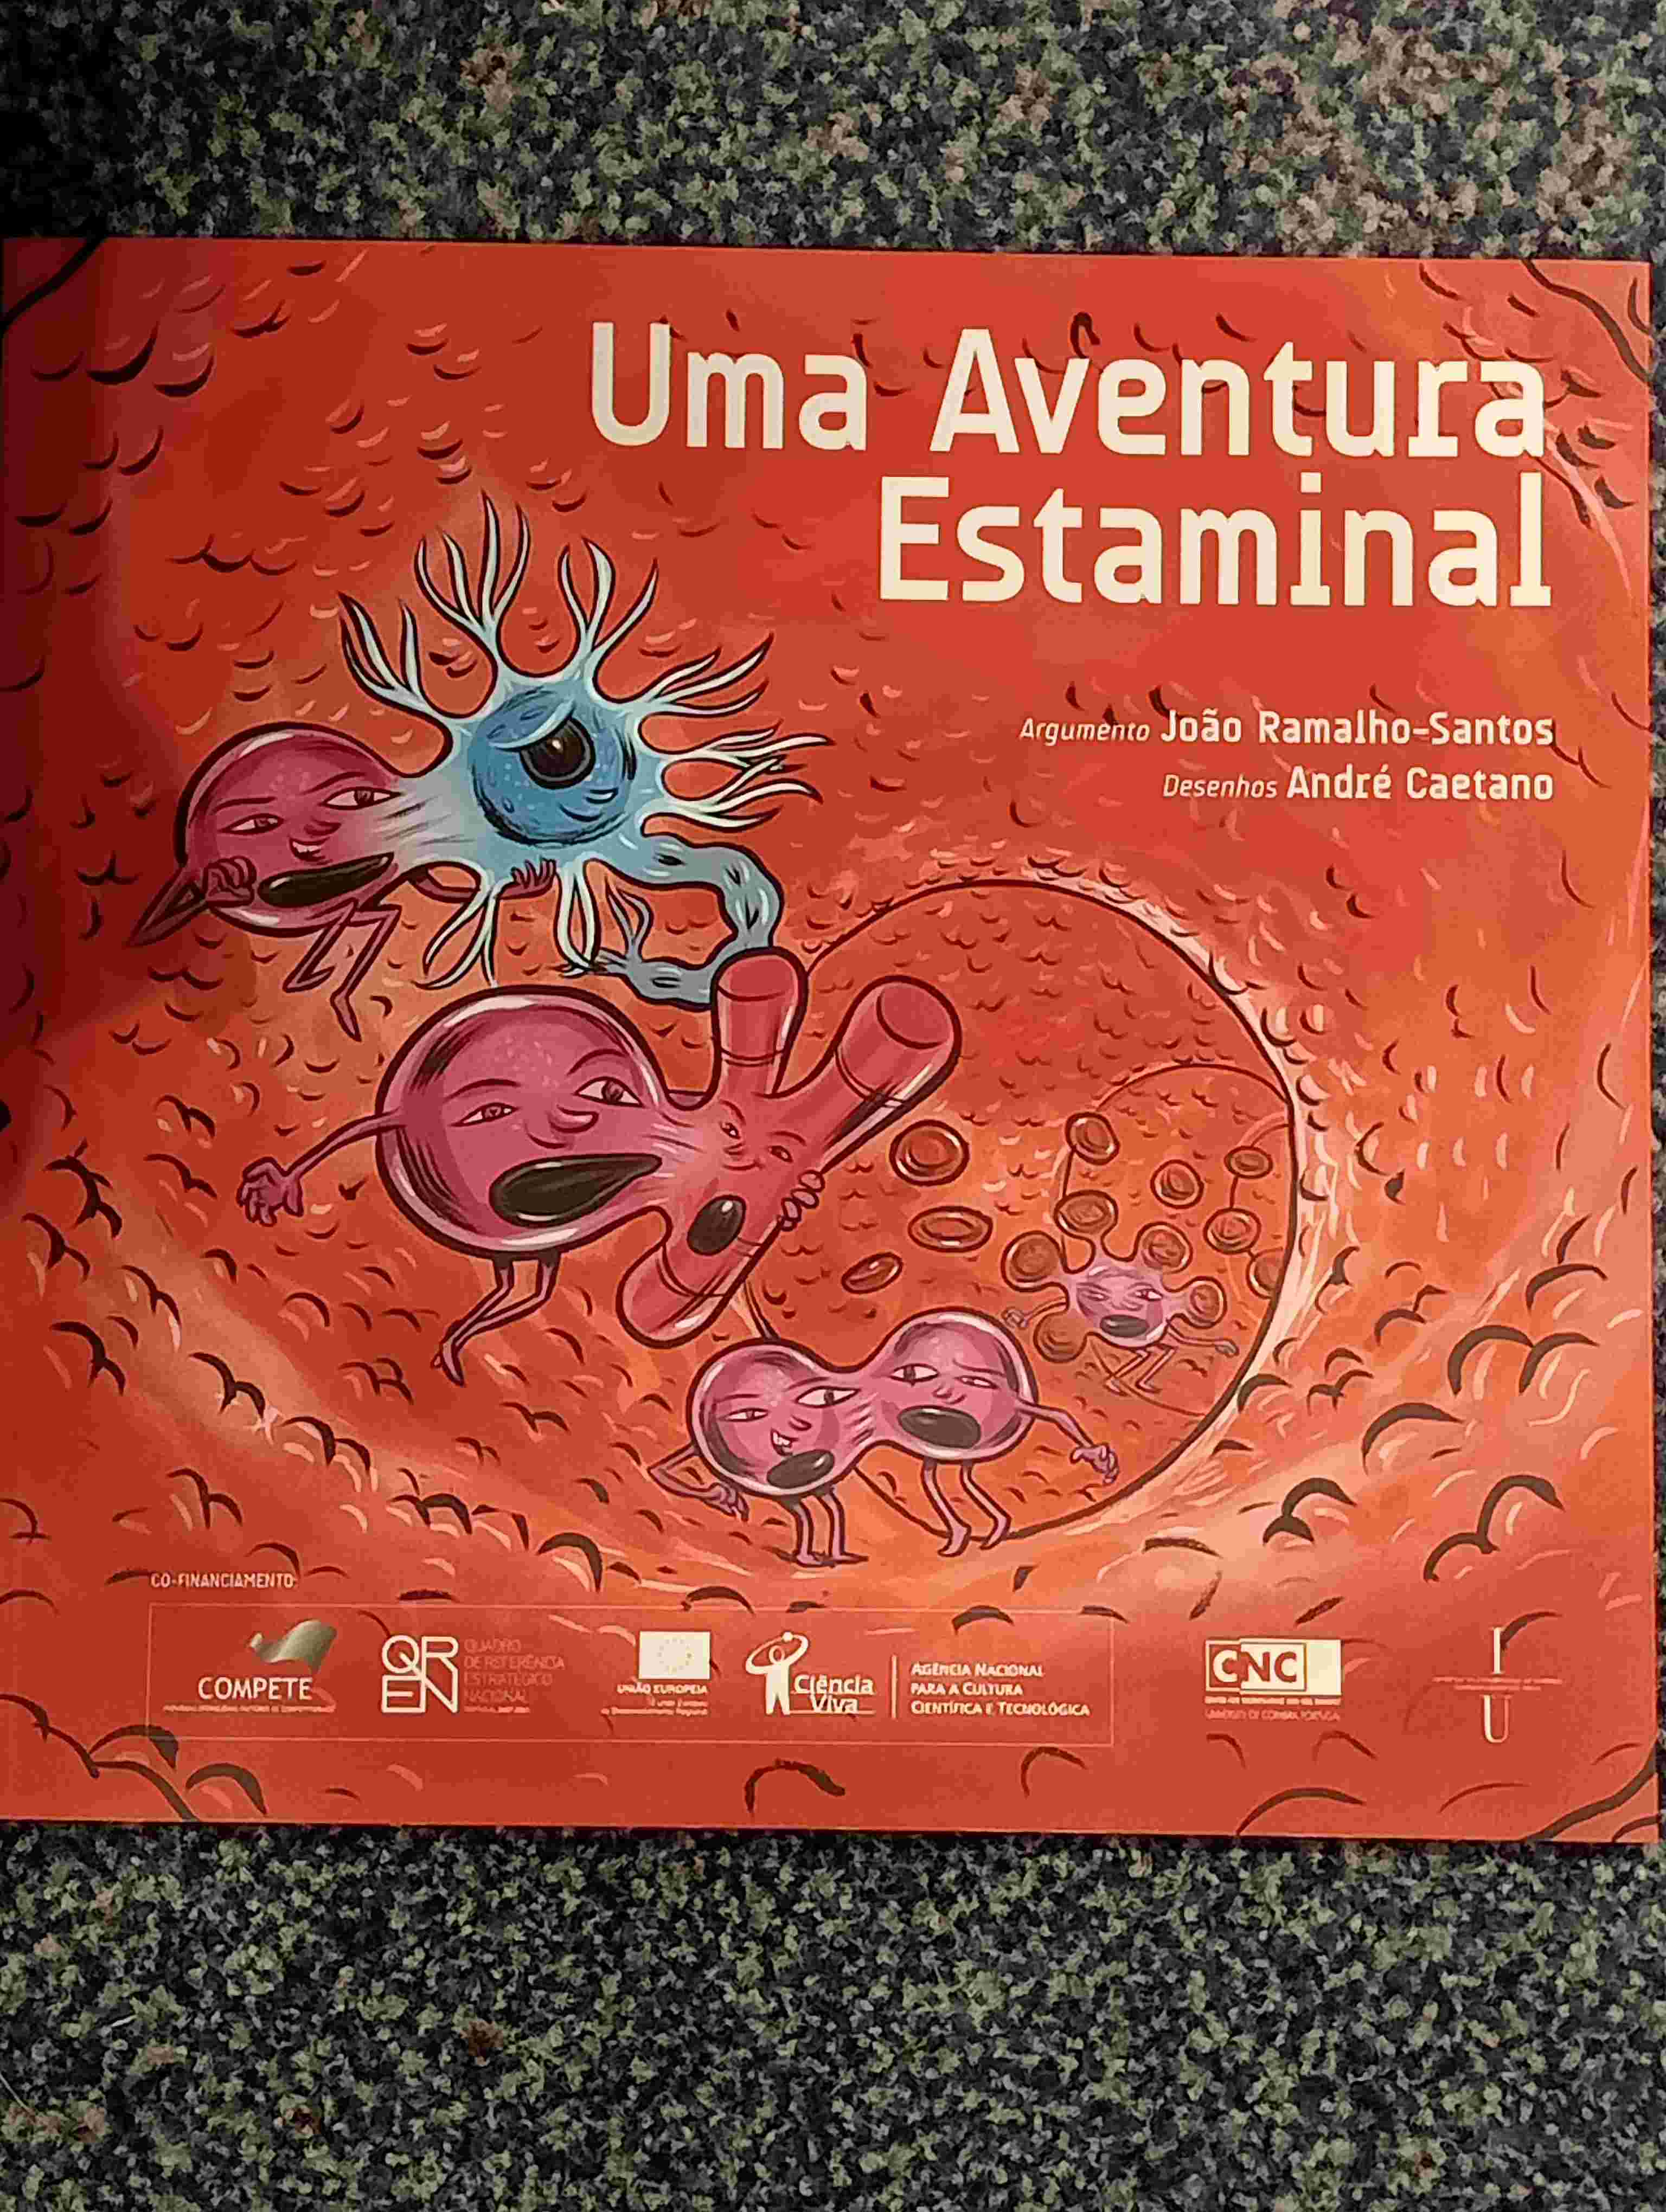 Uma Aventura
Estaminal
Argumento João Ramalho-Santos
Desenhos André Caetano
CO-FINANCIAMENTO:
COMPETE
QREN
QUADRO
DE REFERÊNCIA
ESTRATÉGICO
NACIONAL
UNIÃO EUROPEIA
Ciência
Viva
AGÊNCIA NACIONAL
PARA A CULTURA
CIENTÍFICA E TECNOLÓGICA
CNC
I
U